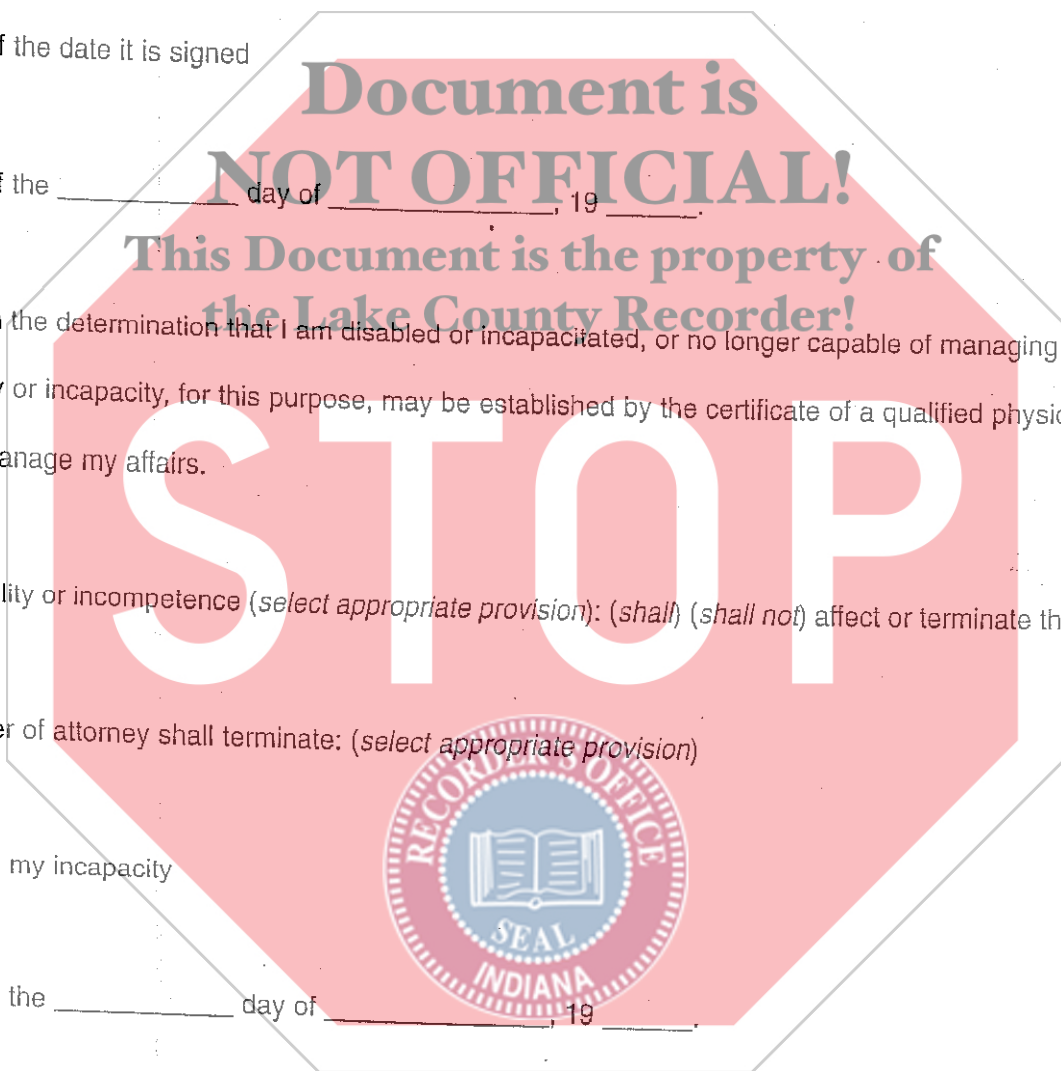 f the date it is signed
Document is
NOT OFFICIAL!
f the __________ day of __________, 19 ______.
This Document is the property of
the Lake County Recorder!
the determination that I am disabled or incapacitated, or no longer capable of managing
or incapacity, for this purpose, may be established by the certificate of a qualified physic
anage my affairs.
STOP
lity or incompetence (select appropriate provision): (shall) (shall not) affect or terminate th
er of attorney shall terminate: (select appropriate provision)
RECORDER'S OFFICE
my incapacity
SEAL
INDIANA
the __________ day of __________, 19 ______.